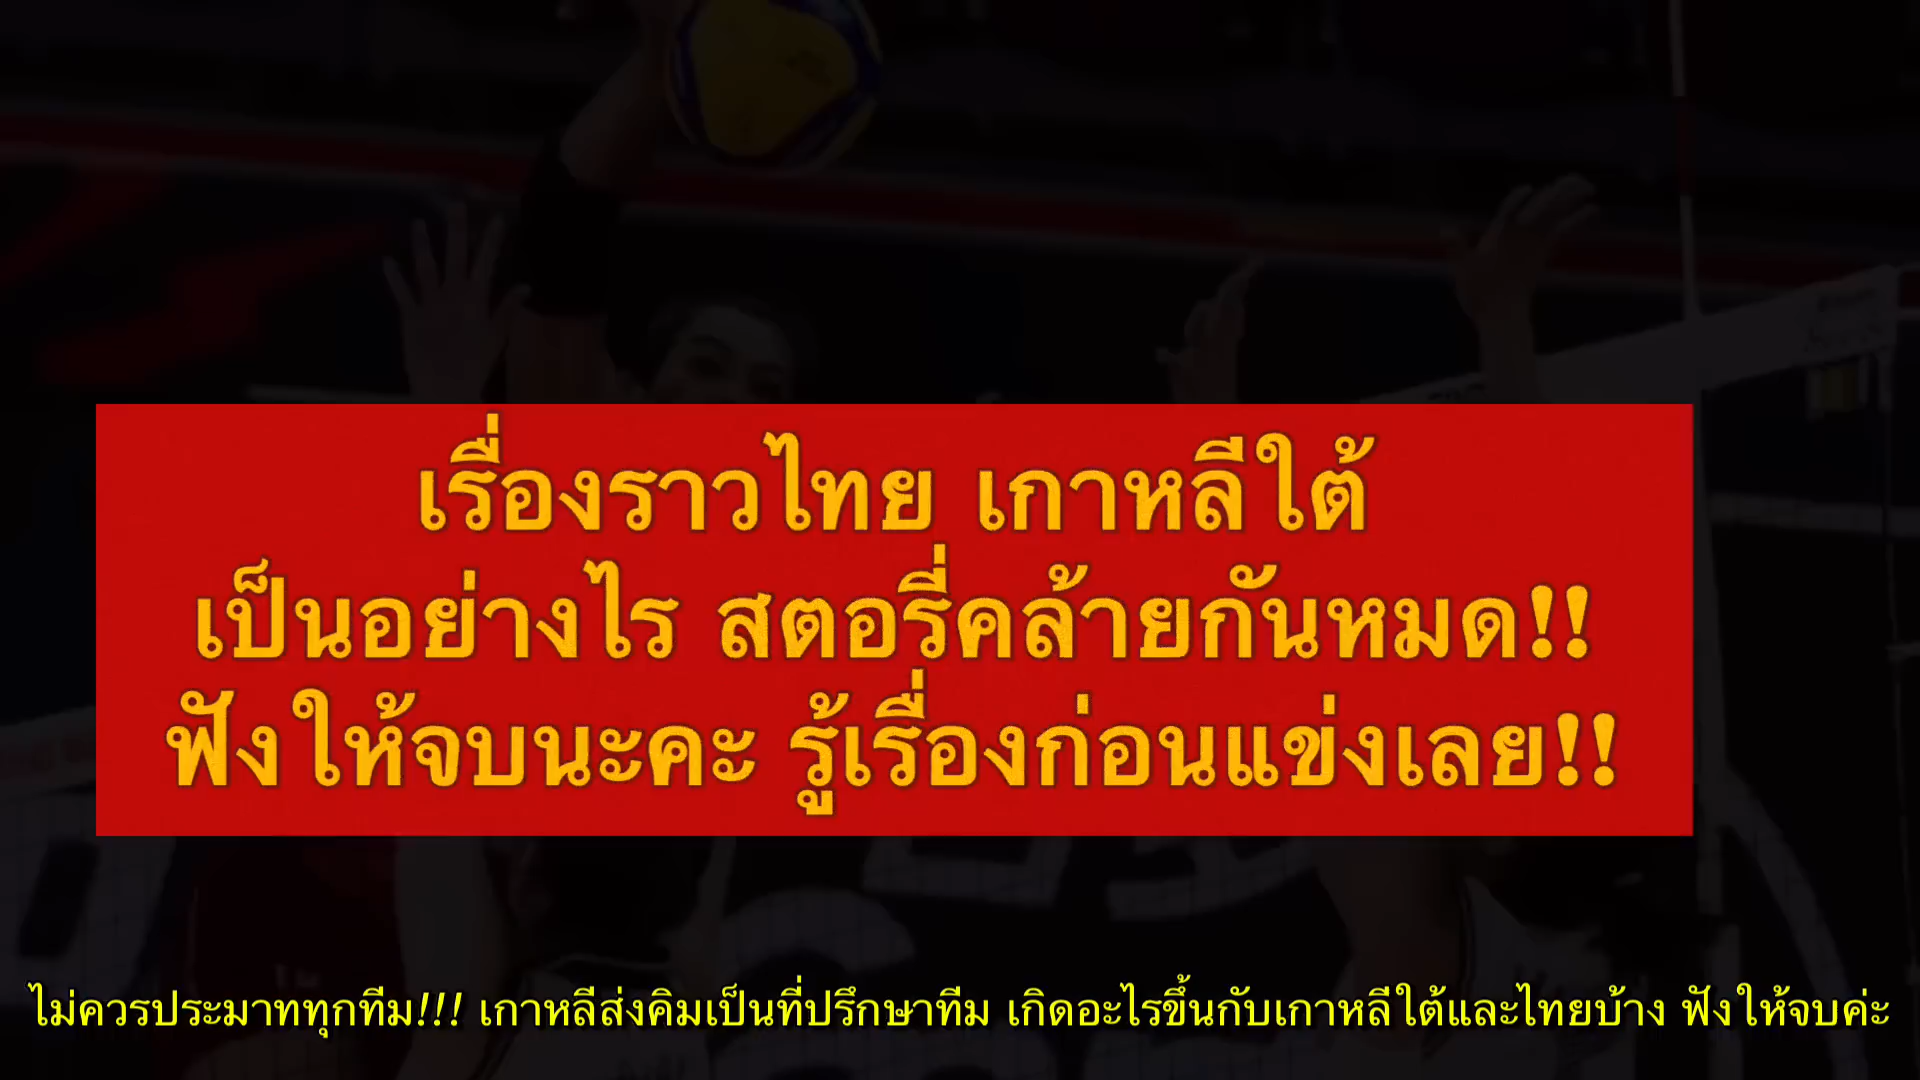 เรื่องราวไทย เกาหลีใต้
เป็นอย่างไร สตอรี่คล้ายกันหมด!!
ฟังให้จบนะคะ รู้เรื่องก่อนแข่งเลย!!
ไม่ควรประมาททุกทีม!!! เกาหลีส่งคิมเป็นที่ปรึกษาทีม เกิดอะไรขึ้นกับเกาหลีใต้และไทยบ้าง ฟังให้จบค่ะ